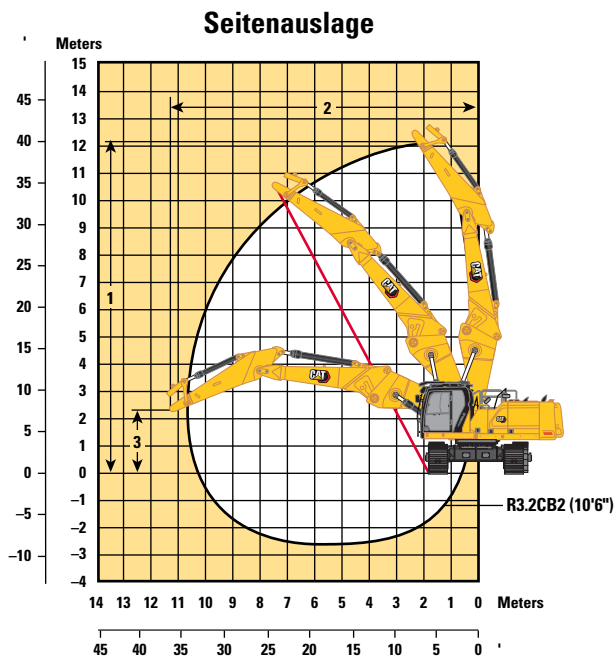 Seitenauslage
' Meters
15
45 14
13
40 12
2
11
35 10
9
30 8
25 7
1
20 6
5
15 4
10 3
2
5 1
3
0 0
–1
–5 –2
–3
–10 –4
CAT
CAT
CAT
CAT
R3.2CB2 (10'6")
14 13 12 11 10 9 8 7 6 5 4 3 2 1 0 Meters
45 40 35 30 25 20 15 10 5 0 '